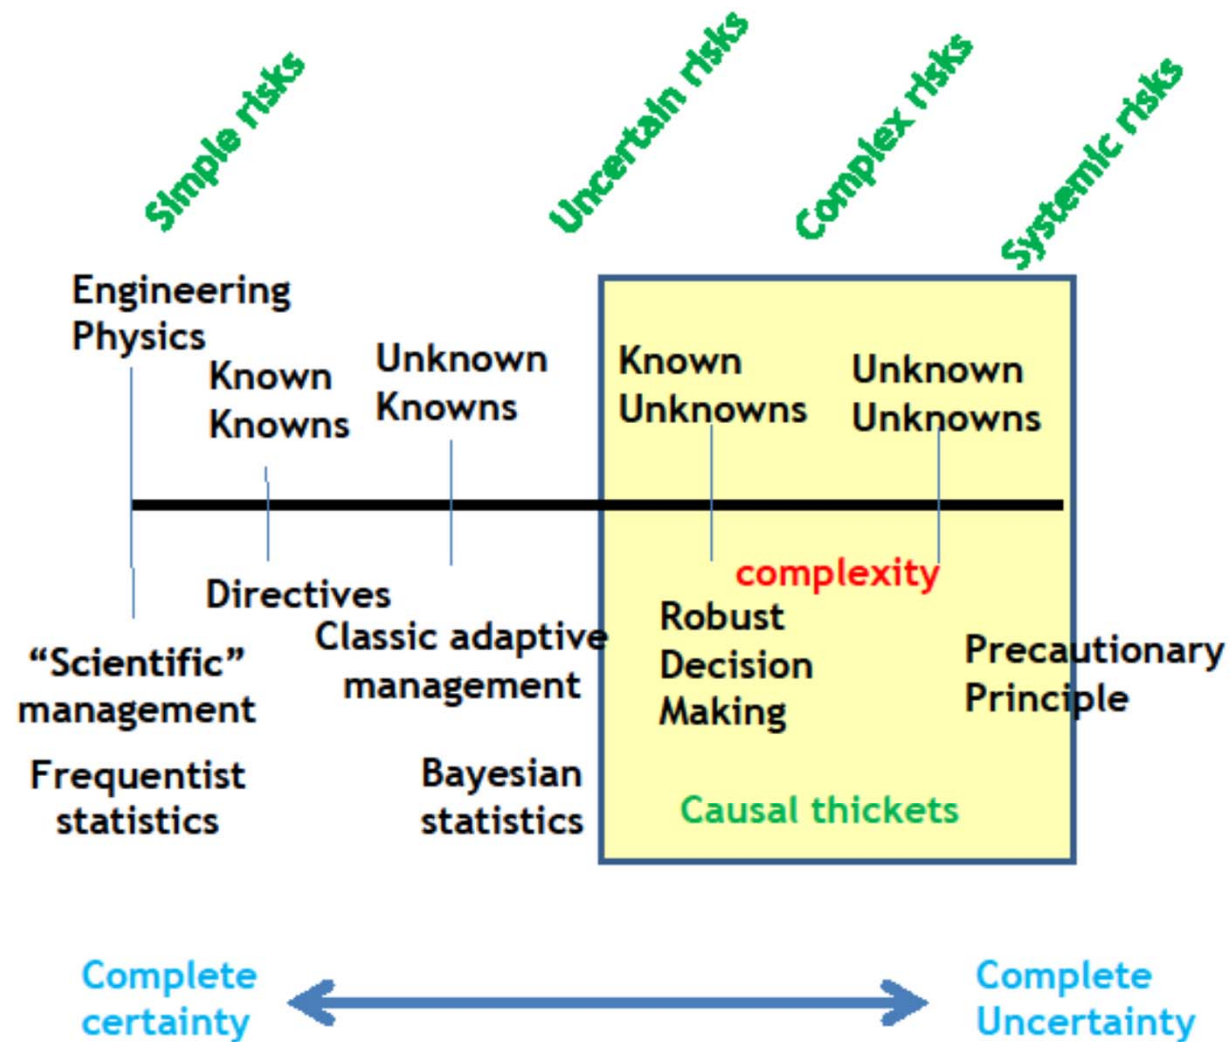 Simple risks
Uncertain risks
Complex risks
Systemic risks
Engineering
Physics
Known
Knowns
Unknown
Knowns
Known
Unknowns
Unknown
Unknowns
complexity
Directives
Classic adaptive
management
Robust
Decision
Making
Precautionary
Principle
“Scientific”
management
Frequentist
statistics
Bayesian
statistics
Causal thickets
Complete
certainty
Complete
Uncertainty